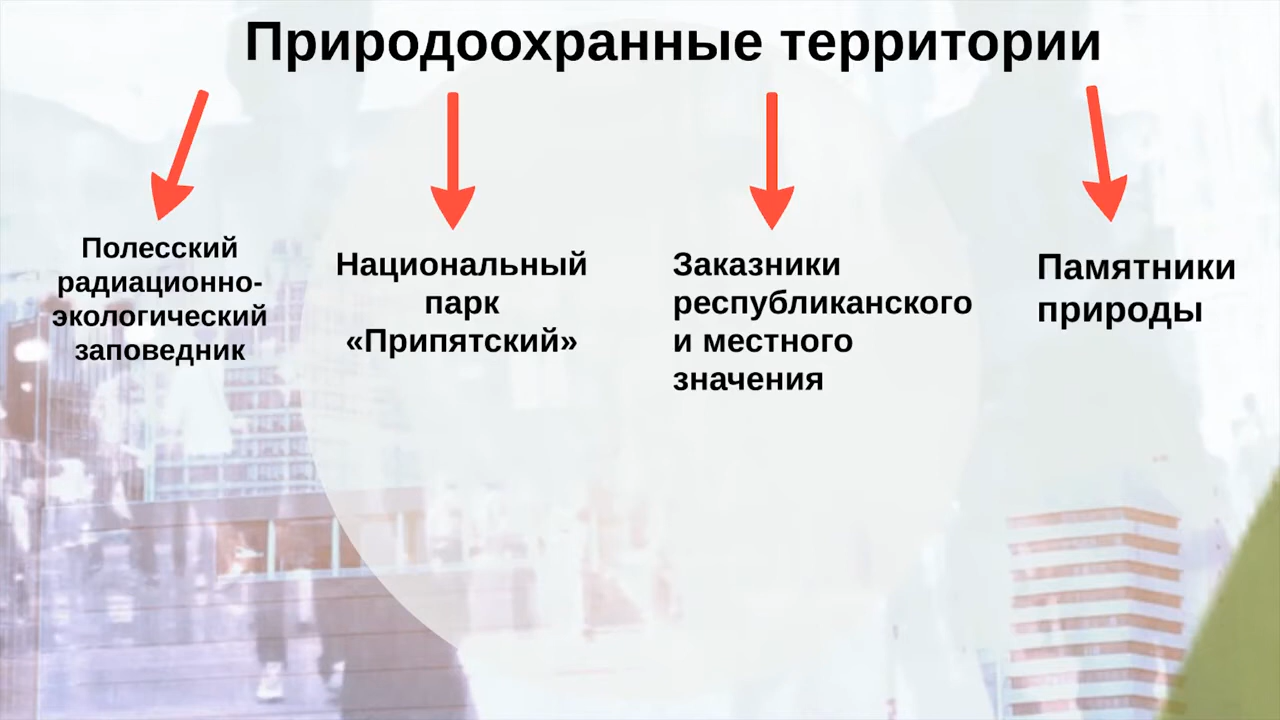 Природоохранные территории
Полесский
радиационно-
экологический
заповедник
Национальный
парк
«Припятский»
Заказники
республиканского
и местного
значения
Памятники
природы